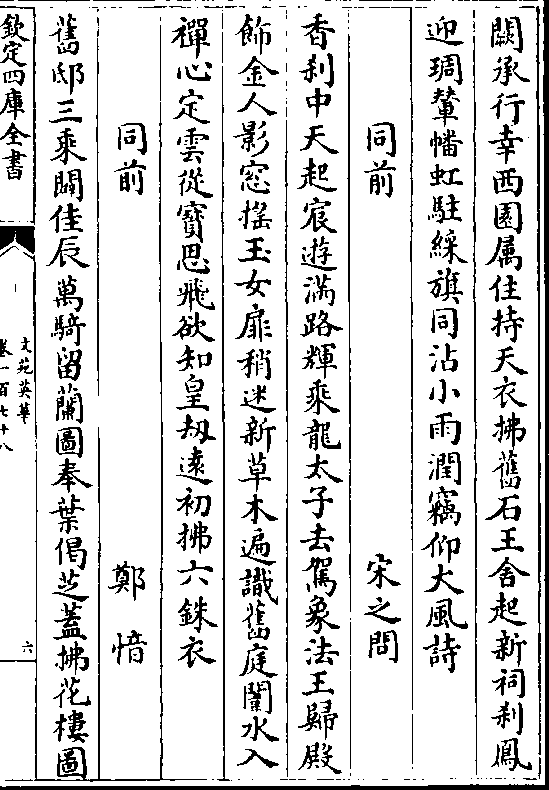 闕承行幸西園属住持天衣拂舊石王舍起新祠刹鳳
迎琱輦幡虹駐綵旗同沾小雨潤竊仰大風詩
同前 宋之問
香刹中天起宸遊滿路輝乘龍太子去駕象法王歸殿
飾金人影窓揺玉女扉稍迷新草木遍識舊庭闈水入
禪心定雲從寳思飛欲知皇刼遠初拂六銖衣
同前 鄭愔
舊邸三乘闢佳辰萬騎留蘭圖奉葉偈芝蓋拂花樓圖
欽定四庫全書
文苑英華
卷一百七十八
六